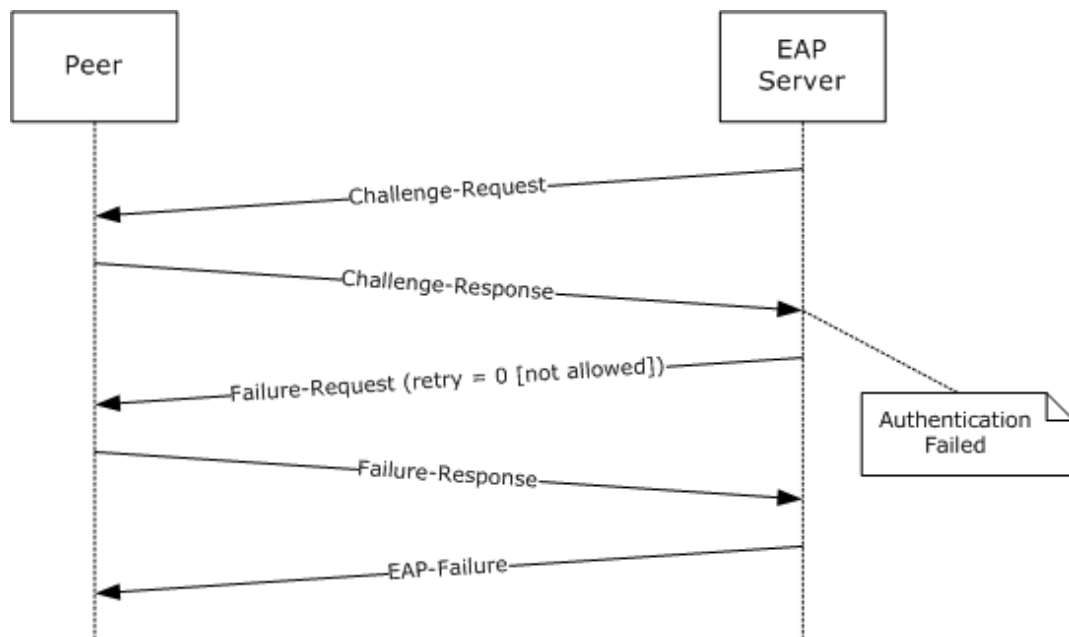 Peer
EAP
Server
Challenge-Request
Challenge-Response
Failure-Request (retry = 0 [not allowed])
Authentication
Failed
Failure-Response
EAP-Failure